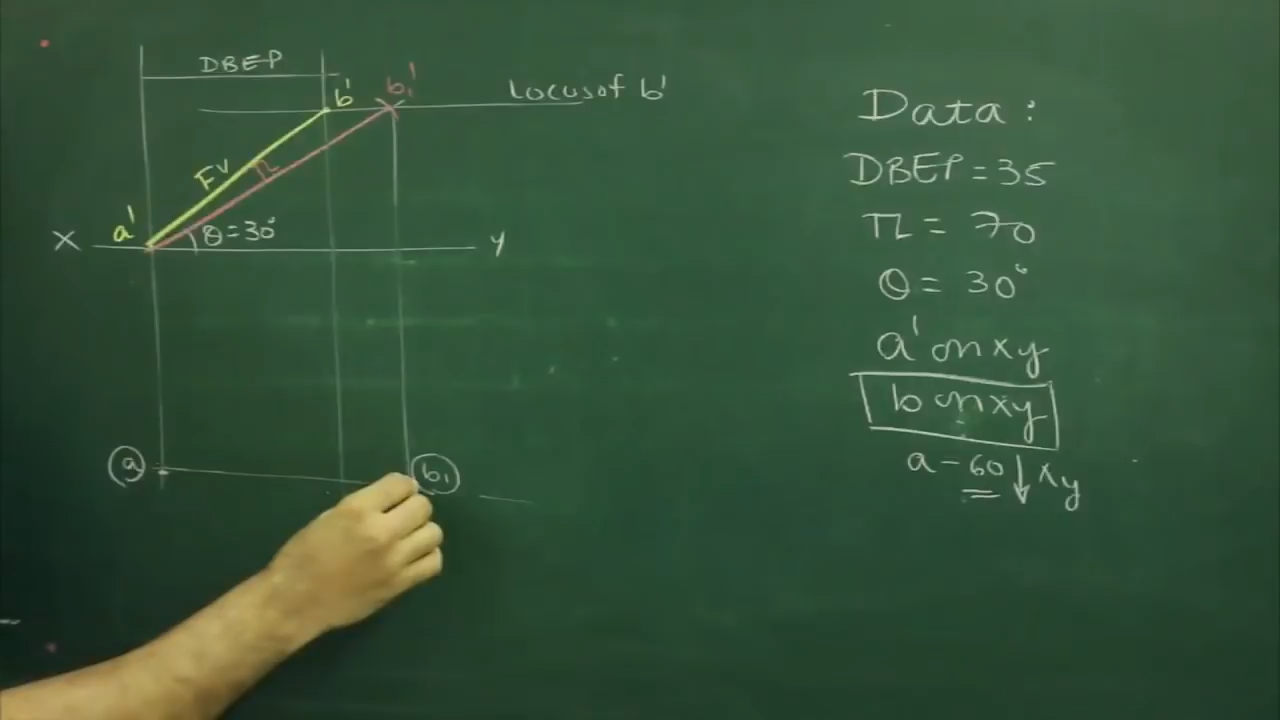 DBEP
b'
b₁'
Locus of b'
FV
TL
a'
θ=30°
X
y
a
b₁
Data:
DBEP=35
TL = 70
θ = 30°
a' on xy
b on xy
a-60↓xy